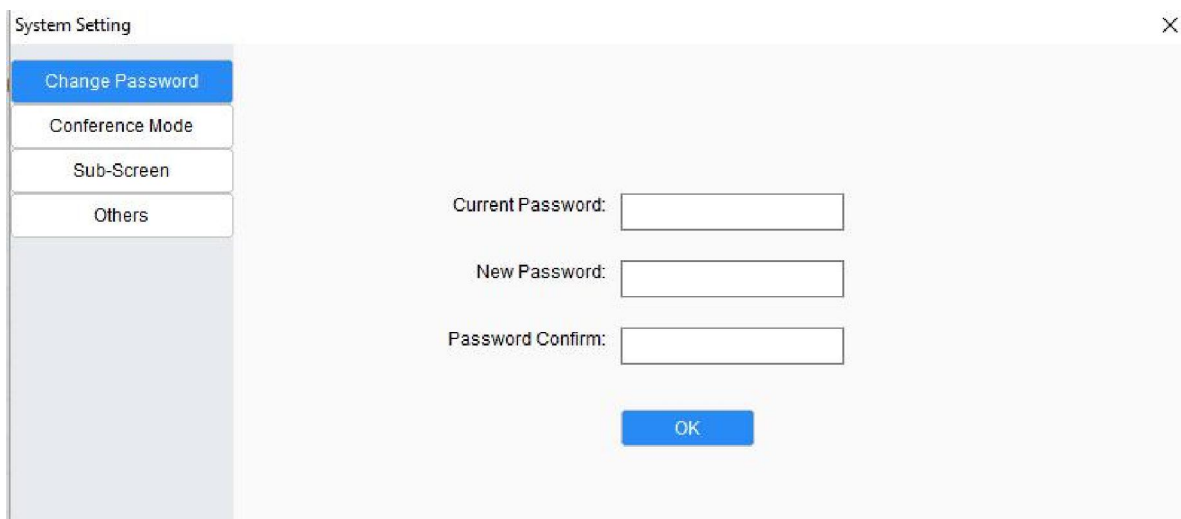 System Setting
Change Password
Conference Mode
Sub-Screen
Others
Current Password:
New Password:
Password Confirm:
OK